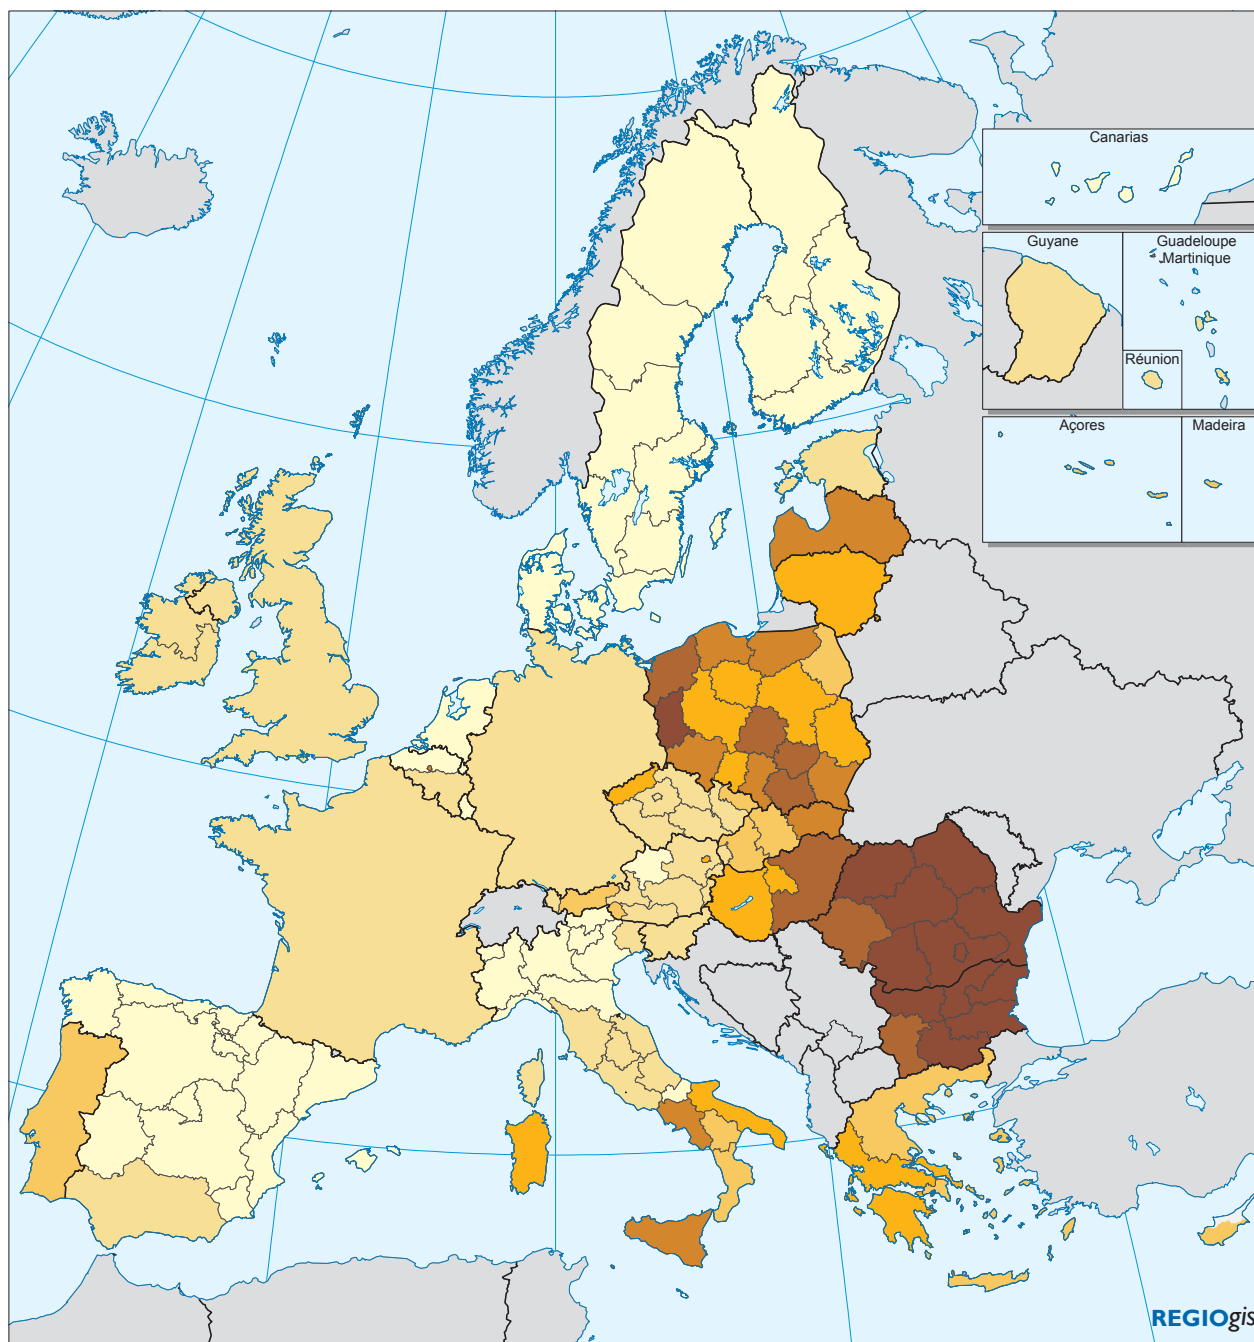 Canarias
Guyane
Guadeloupe
Martinique
Réunion
Açores
Madeira
REGIOgis